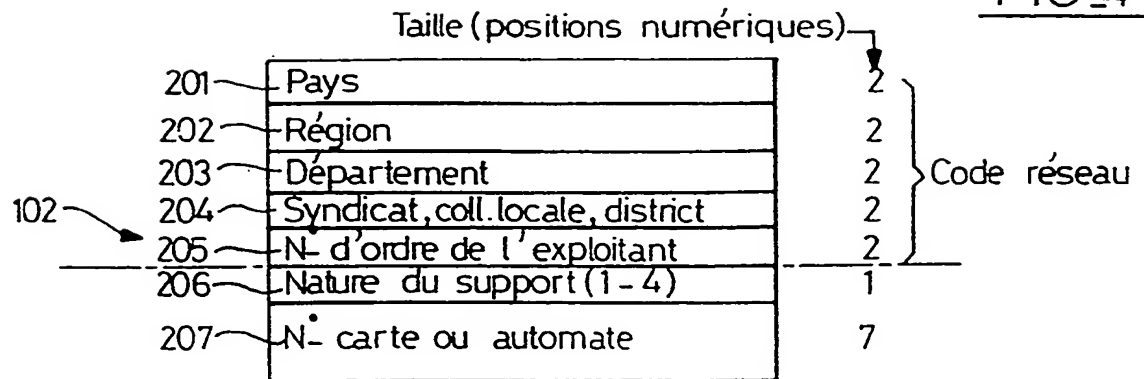 Taille (positions numériques)
201 Pays 2
202 Région 2
203 Département 2
Code réseau
102
204 Syndicat, coll. locale, district 2
205 N° d'ordre de l'exploitant 2
206 Nature du support (1-4) 1
207 N° carte ou automate 7